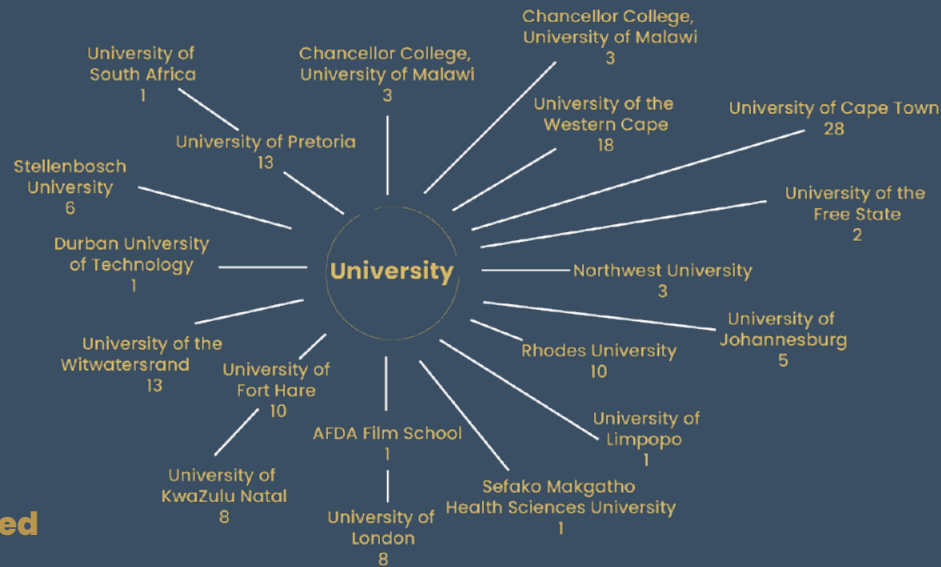 Chancellor College,
University of Malawi
3
University of
South Africa
1
Chancellor College,
University of Malawi
3
University of the
Western Cape
18
University of Cape Town
28
University of Pretoria
13
Stellenbosch
University
6
University of the
Free State
2
Durban University
of Technology
1
University
Northwest University
3
University of
Johannesburg
5
University of the
Witwatersrand
13
Rhodes University
10
University of
Fort Hare
10
University of
Limpopo
1
AFDA Film School
1
University of
KwaZulu Natal
8
Sefako Makgatho
Health Sciences University
1
University of
London
8
ed